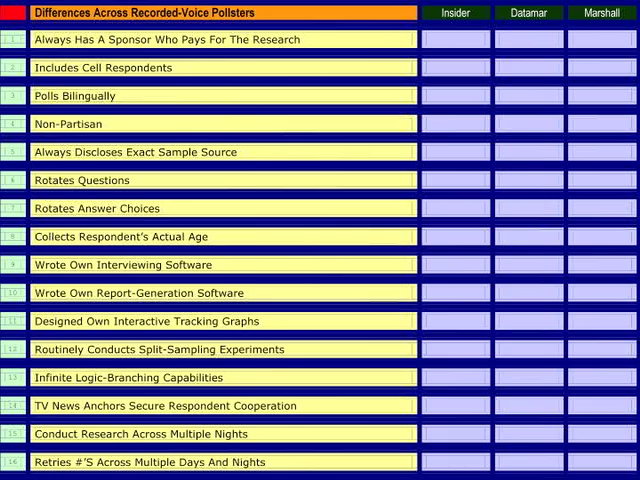 Differences Across Recorded-Voice Pollsters Insider Datamar Marshall
1 Always Has A Sponsor Who Pays For The Research
2 Includes Cell Respondents
3 Polls Bilingually
4 Non-Partisan
5 Always Discloses Exact Sample Source
6 Rotates Questions
7 Rotates Answer Choices
8 Collects Respondent's Actual Age
9 Wrote Own Interviewing Software
10 Wrote Own Report-Generation Software
11 Designed Own Interactive Tracking Graphs
12 Routinely Conducts Split-Sampling Experiments
13 Infinite Logic-Branching Capabilities
14 TV News Anchors Secure Respondent Cooperation
15 Conduct Research Across Multiple Nights
16 Retries #'S Across Multiple Days And Nights